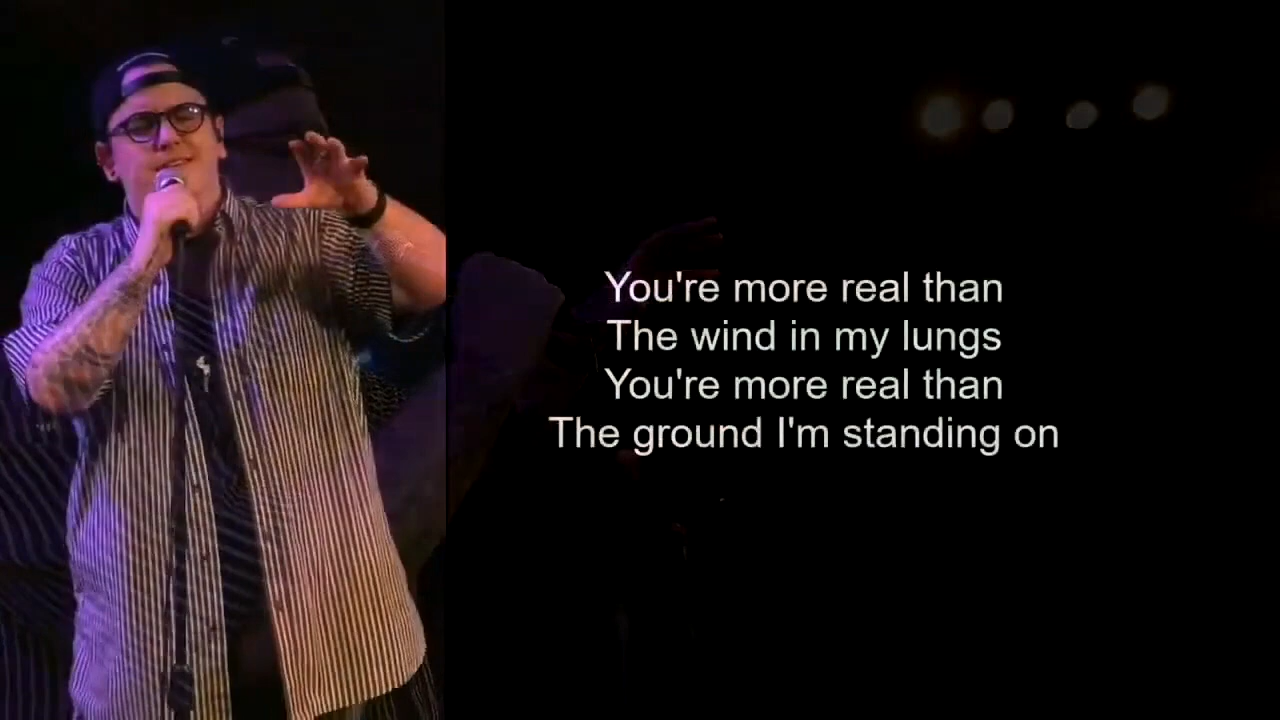 You're more real than
The wind in my lungs
You're more real than
The ground I'm standing on